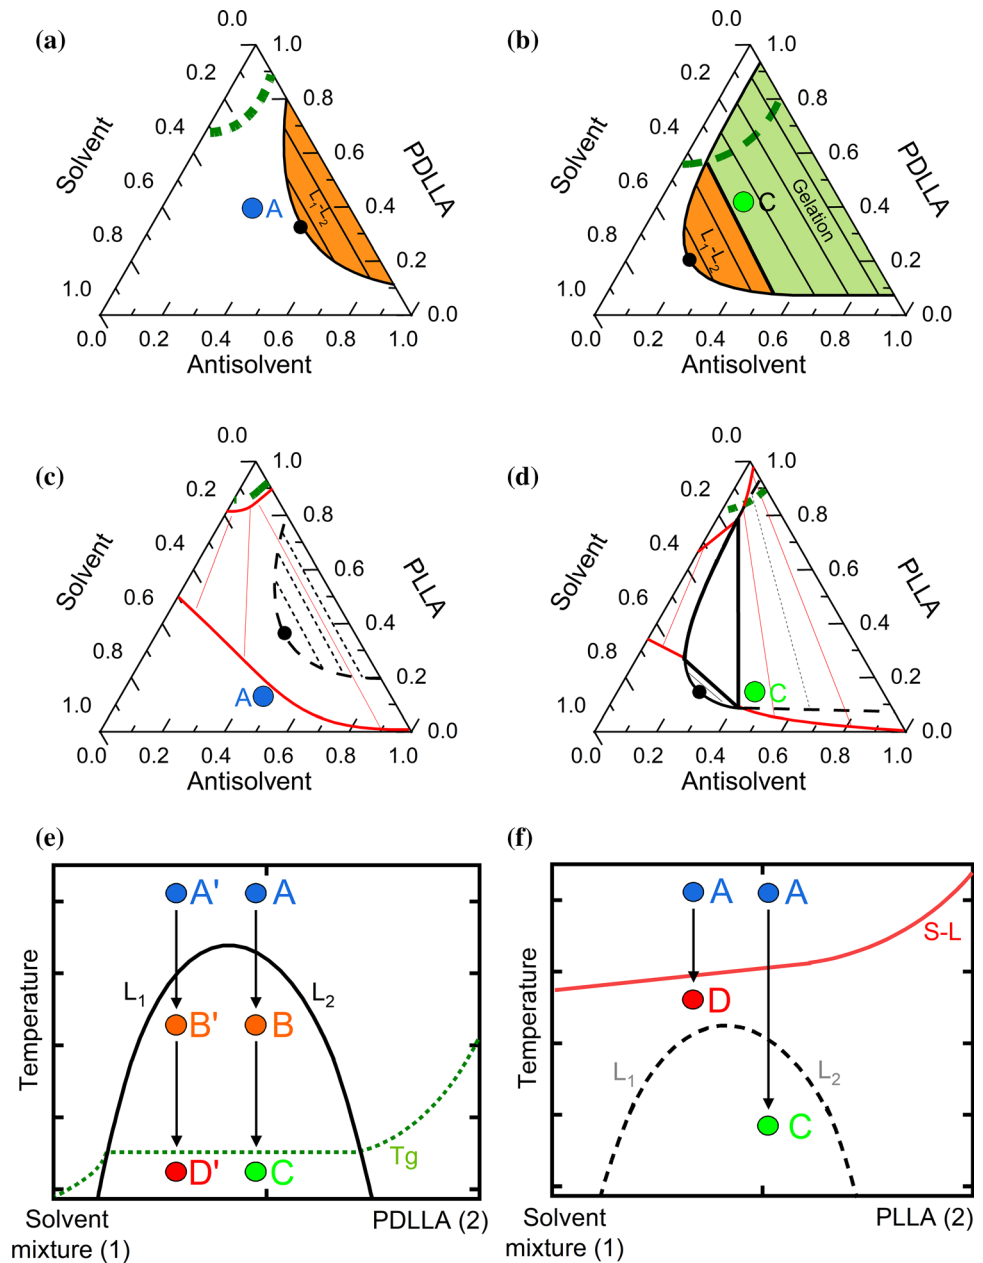 (a)
0.0
1.0
0.2
0.8
0.4
0.6
0.6
0.4
0.8
0.2
1.0
0.0
Solvent
PDLLA
A
L1-L2
0.0 0.2 0.4 0.6 0.8 1.0
Antisolvent
(b)
0.0
1.0
0.2
0.8
0.4
0.6
0.6
0.4
0.8
0.2
1.0
0.0
Solvent
PDLLA
C
Gelation
L1-L2
0.0 0.2 0.4 0.6 0.8 1.0
Antisolvent
(c)
0.0
1.0
0.2
0.8
0.4
0.6
0.6
0.4
0.8
0.2
1.0
0.0
Solvent
PLLA
A
0.0 0.2 0.4 0.6 0.8 1.0
Antisolvent
(d)
0.0
1.0
0.2
0.8
0.4
0.6
0.6
0.4
0.8
0.2
1.0
0.0
Solvent
PLLA
C
0.0 0.2 0.4 0.6 0.8 1.0
Antisolvent
(e)
Temperature
A' A
L1 L2
B' B
Tg
D' C
Solvent
mixture (1)
PDLLA (2)
(f)
Temperature
A A
S-L
D
L1 L2
C
Solvent
mixture (1)
PLLA (2)